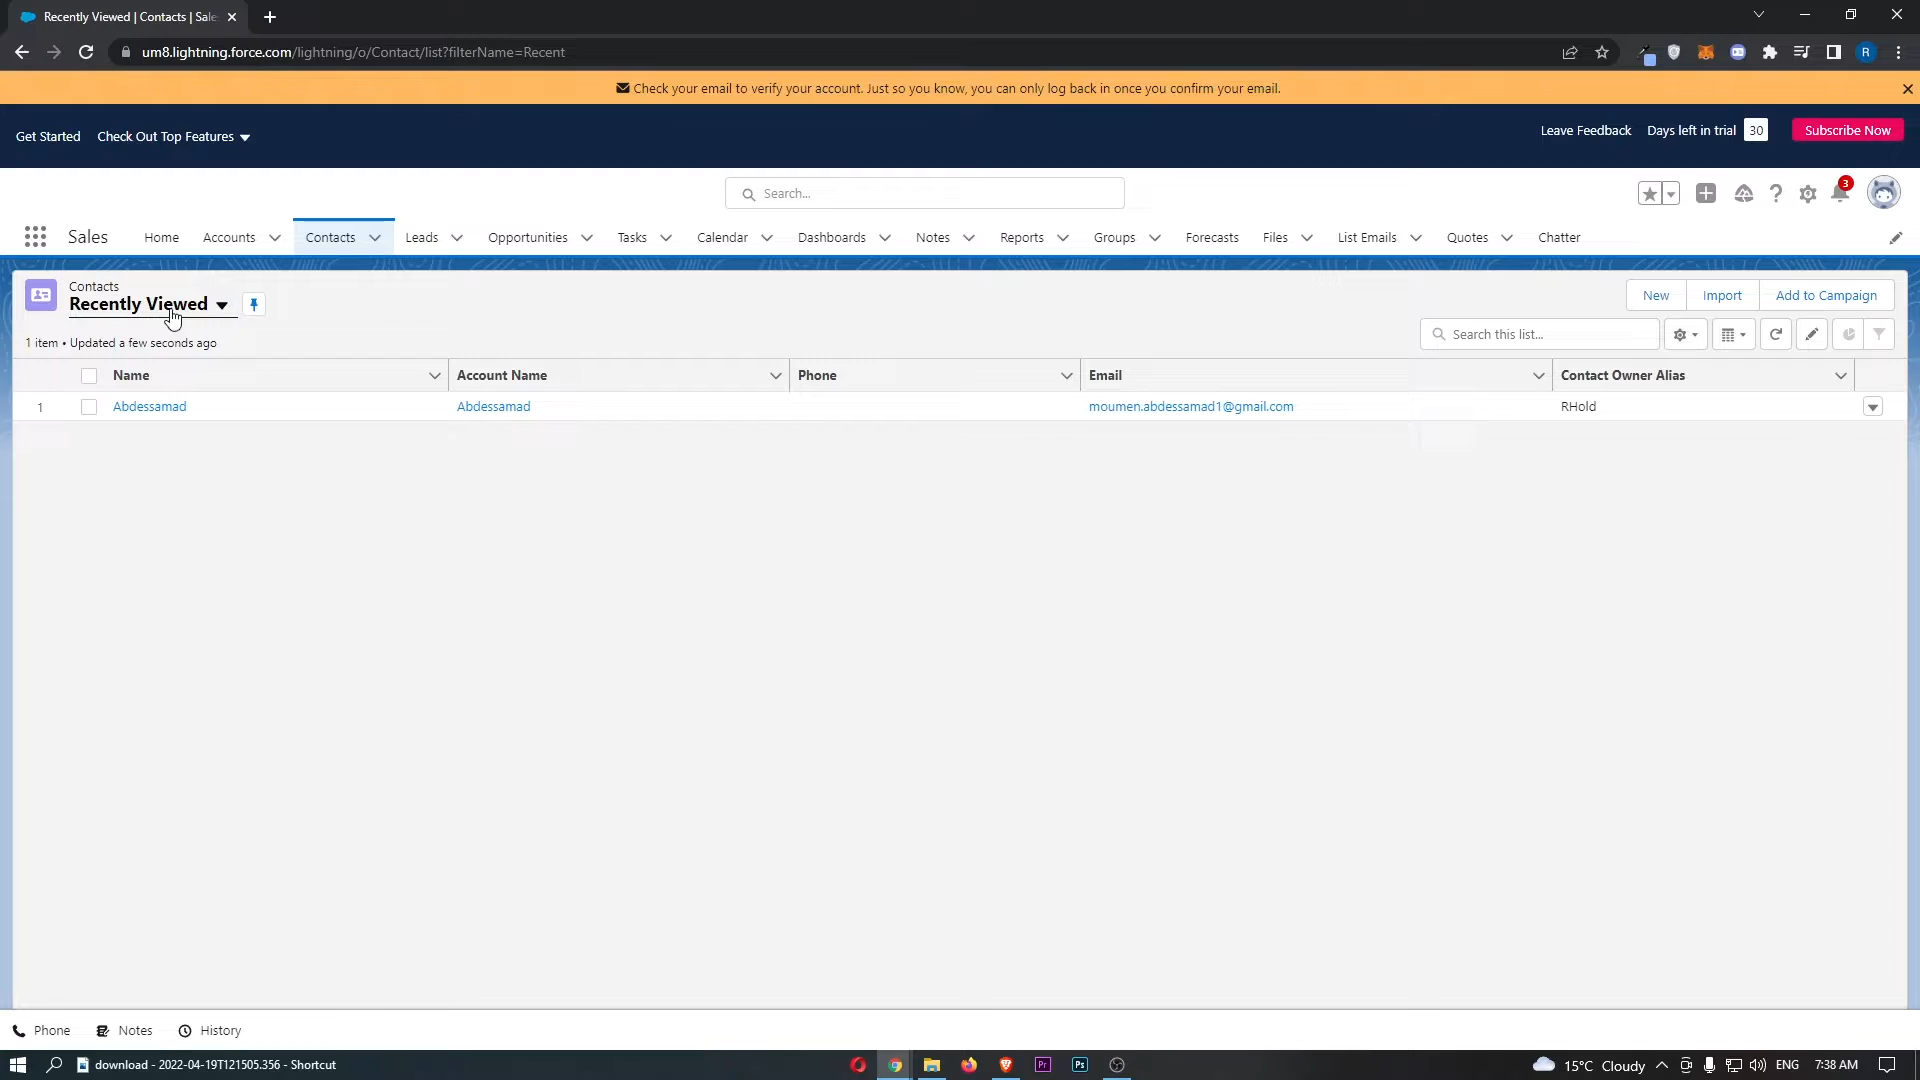 Recently Viewed | Contacts | Sale
um8.lightning.force.com/lightning/o/Contact/list?filterName=Recent
R
Check your email to verify your account. Just so you know, you can only log back in once you confirm your email.
Get Started Check Out Top Features
Leave Feedback Days left in trial 30 Subscribe Now
Search...
3
Sales Home Accounts Contacts Leads Opportunities Tasks Calendar Dashboards Notes Reports Groups Forecasts Files List Emails Quotes Chatter
Contacts
Recently Viewed
New Import Add to Campaign
1 item • Updated a few seconds ago
Search this list...
Name Account Name Phone Email Contact Owner Alias
1 Abdessamad Abdessamad moumen.abdessamad1@gmail.com RHold
Phone Notes History
download - 2022-04-19T121505.356 - Shortcut
Pr Ps
15°C Cloudy ENG 7:38 AM